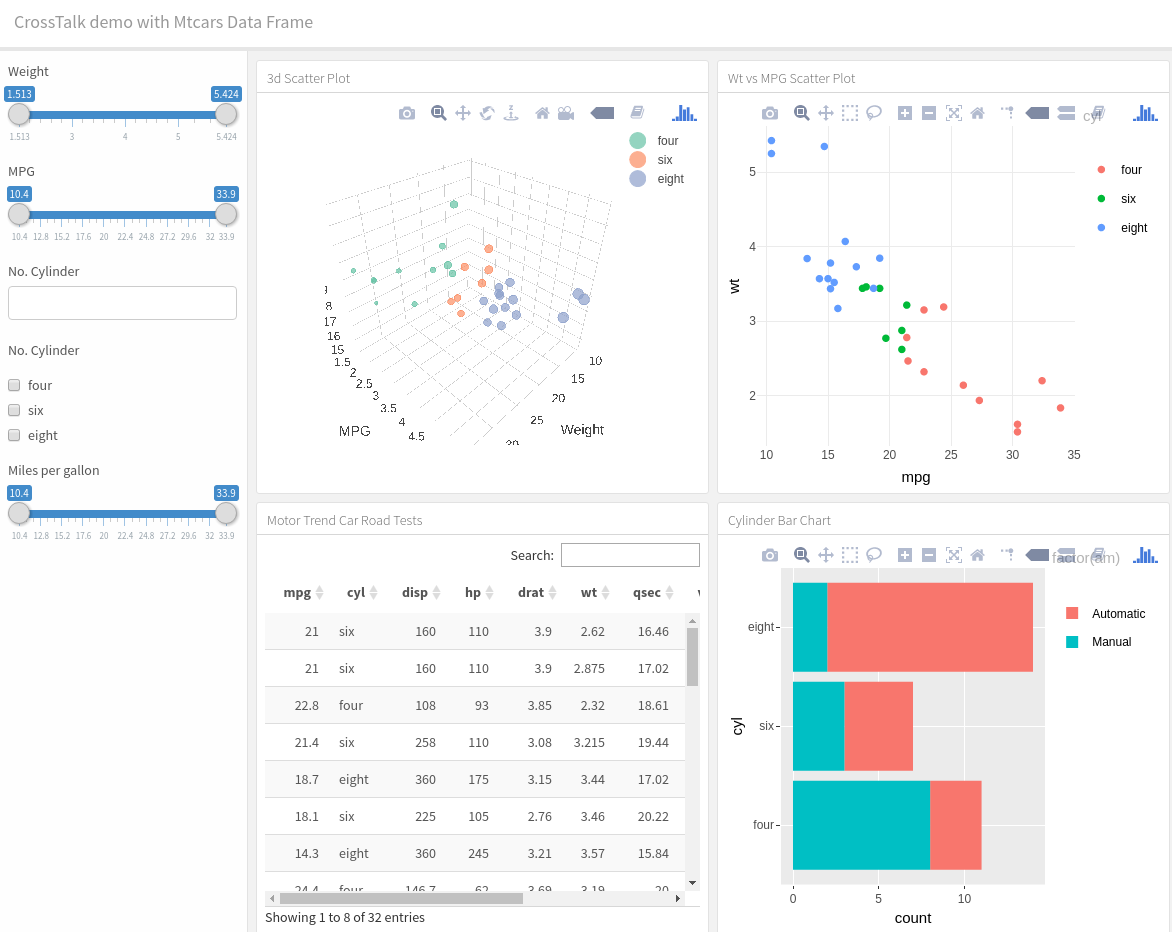 CrossTalk demo with Mtcars Data Frame
Weight
1.513 5.424
1.513 3 4 5 5.424
MPG
10.4 33.9
10.4 12.8 15.2 17.6 20 22.4 24.8 27.2 29.6 32 33.9
No. Cylinder
No. Cylinder
four
six
eight
Miles per gallon
10.4 33.9
10.4 12.8 15.2 17.6 20 22.4 24.8 27.2 29.6 32 33.9
3d Scatter Plot
four
six
eight
8
17
16
15
1.5
2
2.5
3
3.5
4
4.5
MPG
10
15
20
25
Weight
Wt vs MPG Scatter Plot
cyl
four
six
eight
5
4
3
2
wt
10 15 20 25 30 35
mpg
Motor Trend Car Road Tests
Search:
mpg cyl disp hp drat wt qsec
21 six 160 110 3.9 2.62 16.46
21 six 160 110 3.9 2.875 17.02
22.8 four 108 93 3.85 2.32 18.61
21.4 six 258 110 3.08 3.215 19.44
18.7 eight 360 175 3.15 3.44 17.02
18.1 six 225 105 2.76 3.46 20.22
14.3 eight 360 245 3.21 3.57 15.84
24.4 four 146.7 62 3.69 3.19 20
Showing 1 to 8 of 32 entries
Cylinder Bar Chart
factor(am)
Automatic
Manual
eight
six
four
cyl
0 5 10
count